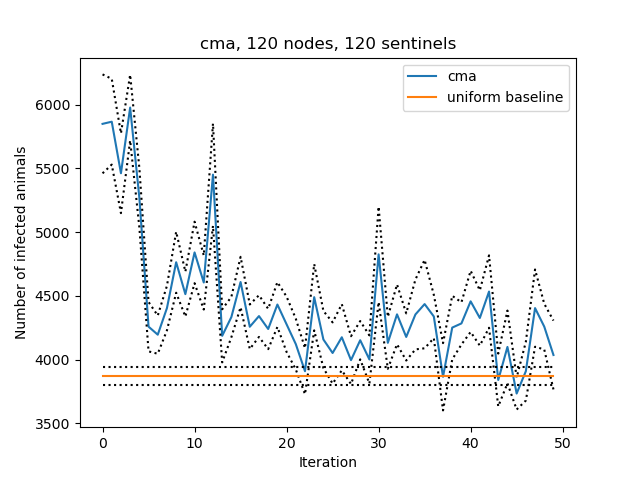 cma, 120 nodes, 120 sentinels
cma
uniform baseline
6000
5500
5000
4500
4000
3500
Number of infected animals
0
10
20
30
40
50
Iteration